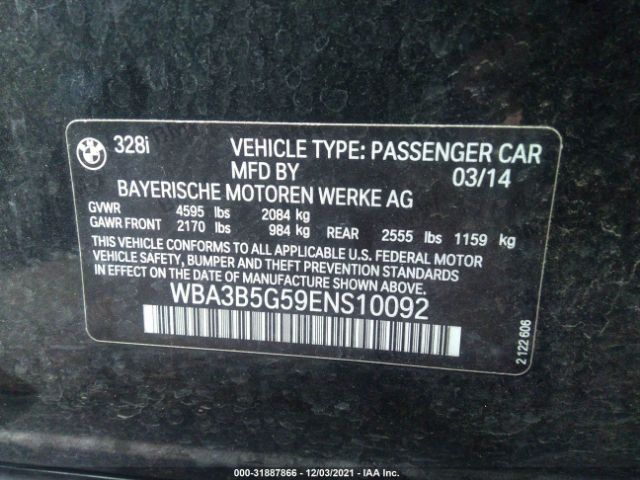 BMW
328i VEHICLE TYPE: PASSENGER CAR
MFD BY 03/14
BAYERISCHE MOTOREN WERKE AG
GVWR 4595 lbs 2084 kg
GAWR FRONT 2170 lbs 984 kg REAR 2555 lbs 1159 kg
THIS VEHICLE CONFORMS TO ALL APPLICABLE U.S. FEDERAL MOTOR
VEHICLE SAFETY, BUMPER AND THEFT PREVENTION STANDARDS IN
EFFECT ON THE DATE OF MANUFACTURE SHOWN ABOVE.
WBA3B5G59ENS10092
2 122 606
000-31887866 - 12/03/2021 - IAA Inc.